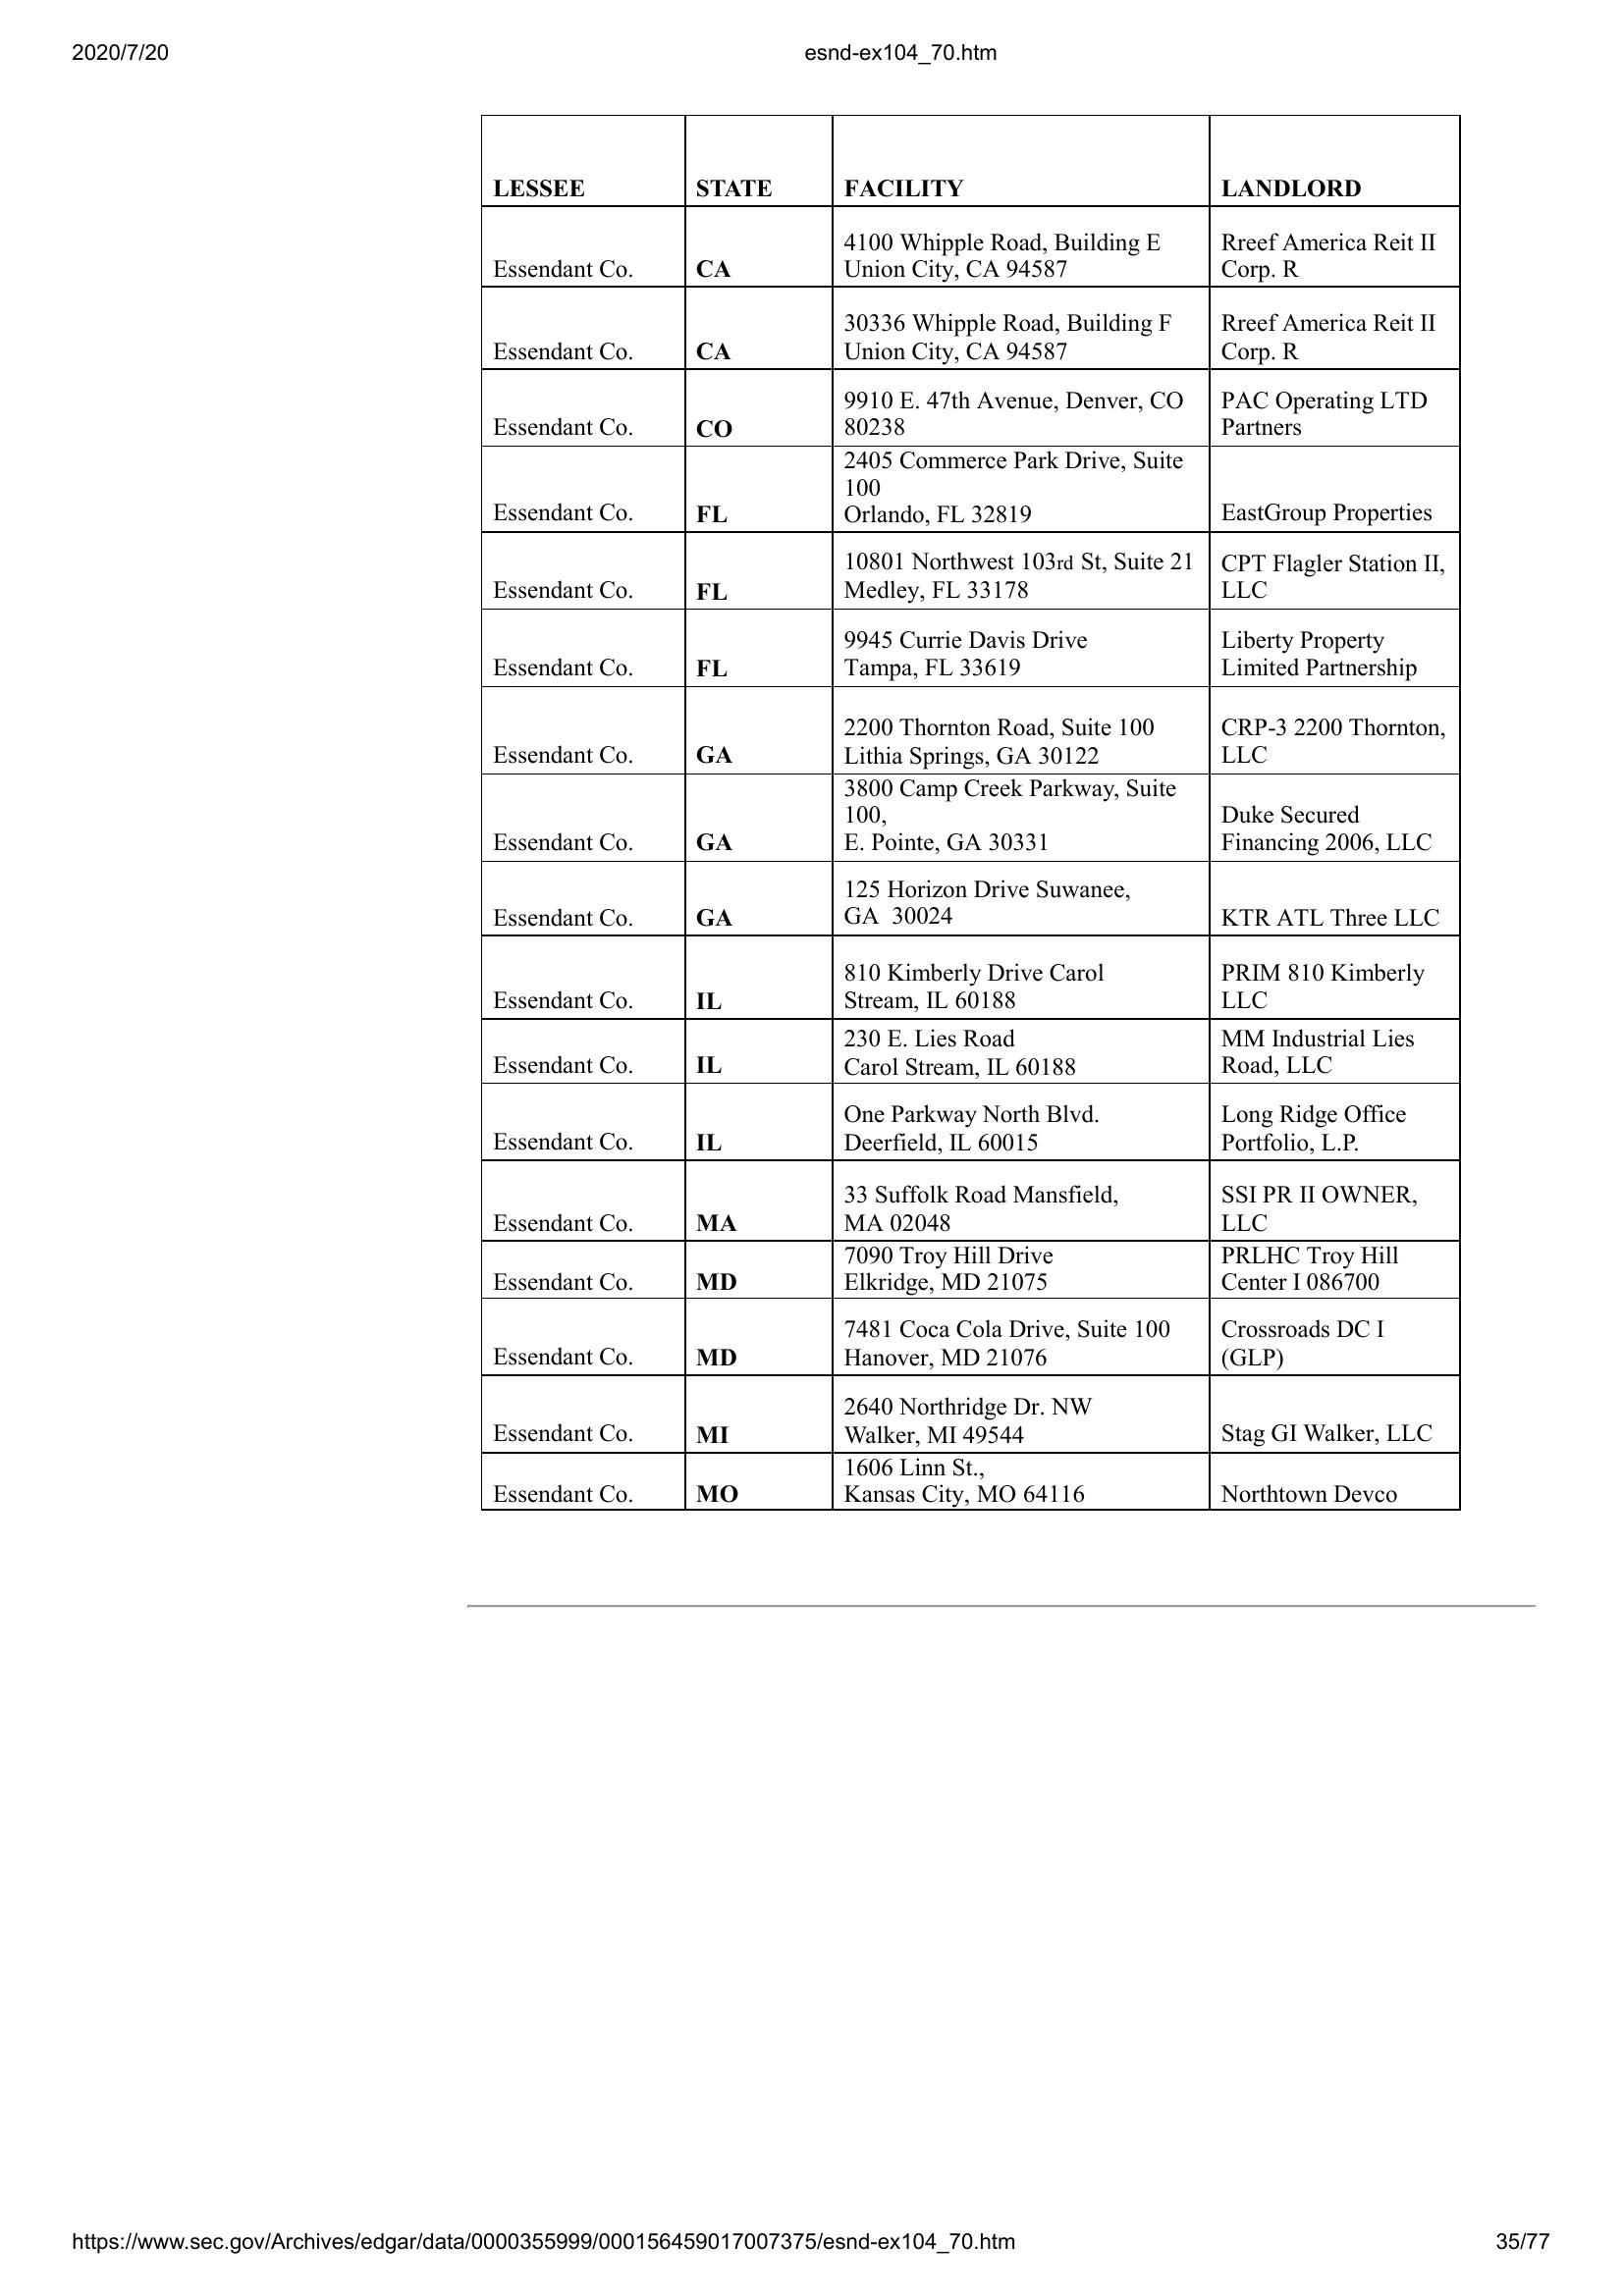 2020/7/20 esnd-ex104_70.htm
LESSEE STATE FACILITY LANDLORD
4100 Whipple Road, Building E Rreef America Reit II
Essendant Co. CA Union City, CA 94587 Corp. R
30336 Whipple Road, Building F Rreef America Reit II
Essendant Co. CA Union City, CA 94587 Corp. R
9910 E. 47th Avenue, Denver, CO PAC Operating LTD
Essendant Co. CO 80238 Partners
2405 Commerce Park Drive, Suite
100
Essendant Co. FL Orlando, FL 32819 EastGroup Properties
10801 Northwest 103rd St, Suite 21 CPT Flagler Station II,
Essendant Co. FL Medley, FL 33178 LLC
9945 Currie Davis Drive Liberty Property
Essendant Co. FL Tampa, FL 33619 Limited Partnership
2200 Thornton Road, Suite 100 CRP-3 2200 Thornton,
Essendant Co. GA Lithia Springs, GA 30122 LLC
3800 Camp Creek Parkway, Suite
100, Duke Secured
Essendant Co. GA E. Pointe, GA 30331 Financing 2006, LLC
125 Horizon Drive Suwanee,
Essendant Co. GA GA 30024 KTR ATL Three LLC
810 Kimberly Drive Carol PRIM 810 Kimberly
Essendant Co. IL Stream, IL 60188 LLC
230 E. Lies Road MM Industrial Lies
Essendant Co. IL Carol Stream, IL 60188 Road, LLC
One Parkway North Blvd. Long Ridge Office
Essendant Co. IL Deerfield, IL 60015 Portfolio, L.P.
33 Suffolk Road Mansfield, SSI PR II OWNER,
Essendant Co. MA MA 02048 LLC
7090 Troy Hill Drive PRLHC Troy Hill
Essendant Co. MD Elkridge, MD 21075 Center I 086700
7481 Coca Cola Drive, Suite 100 Crossroads DC I
Essendant Co. MD Hanover, MD 21076 (GLP)
2640 Northridge Dr. NW
Essendant Co. MI Walker, MI 49544 Stag GI Walker, LLC
1606 Linn St.,
Essendant Co. MO Kansas City, MO 64116 Northtown Devco
https://www.sec.gov/Archives/edgar/data/0000355999/000156459017007375/esnd-ex104_70.htm 35/77